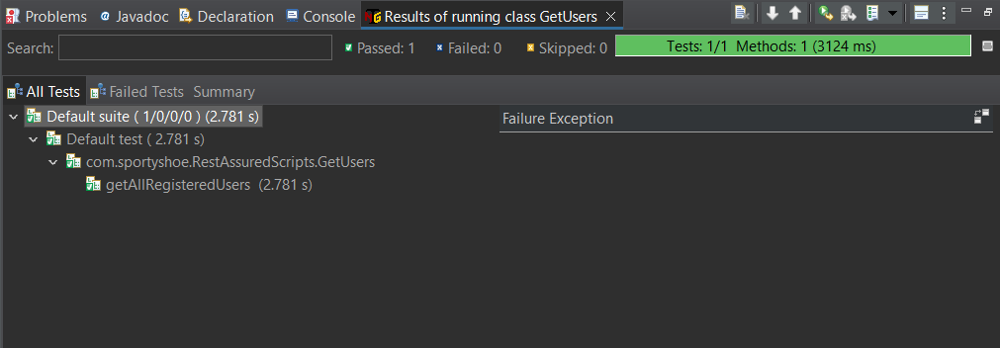 Problems Javadoc Declaration Console Results of running class GetUsers
Search: Passed: 1 Failed: 0 Skipped: 0 Tests: 1/1 Methods: 1 (3124 ms)
All Tests Failed Tests Summary
Default suite ( 1/0/0/0 ) (2.781 s) Failure Exception
Default test ( 2.781 s)
com.sportyshoe.RestAssuredScripts.GetUsers
getAllRegisteredUsers (2.781 s)